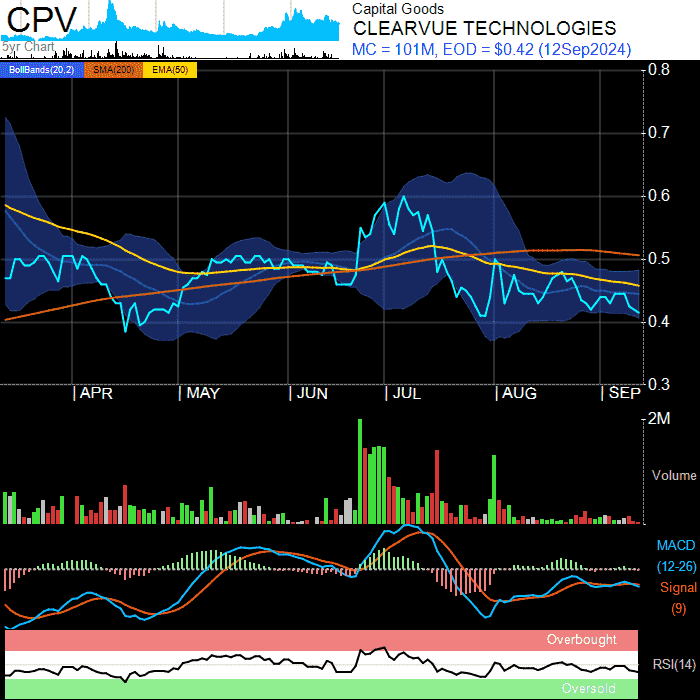 CPV
5yr Chart
Capital Goods
CLEARVUE TECHNOLOGIES
MC = 101M, EOD = $0.42 (12Sep2024)
BollBands(20,2) SMA(200) EMA(50)
0.8
0.7
0.6
0.5
0.4
0.3
APR MAY JUN JUL AUG SEP
2M
Volume
MACD
(12-26)
Signal
(9)
Overbought
RSI(14)
Oversold